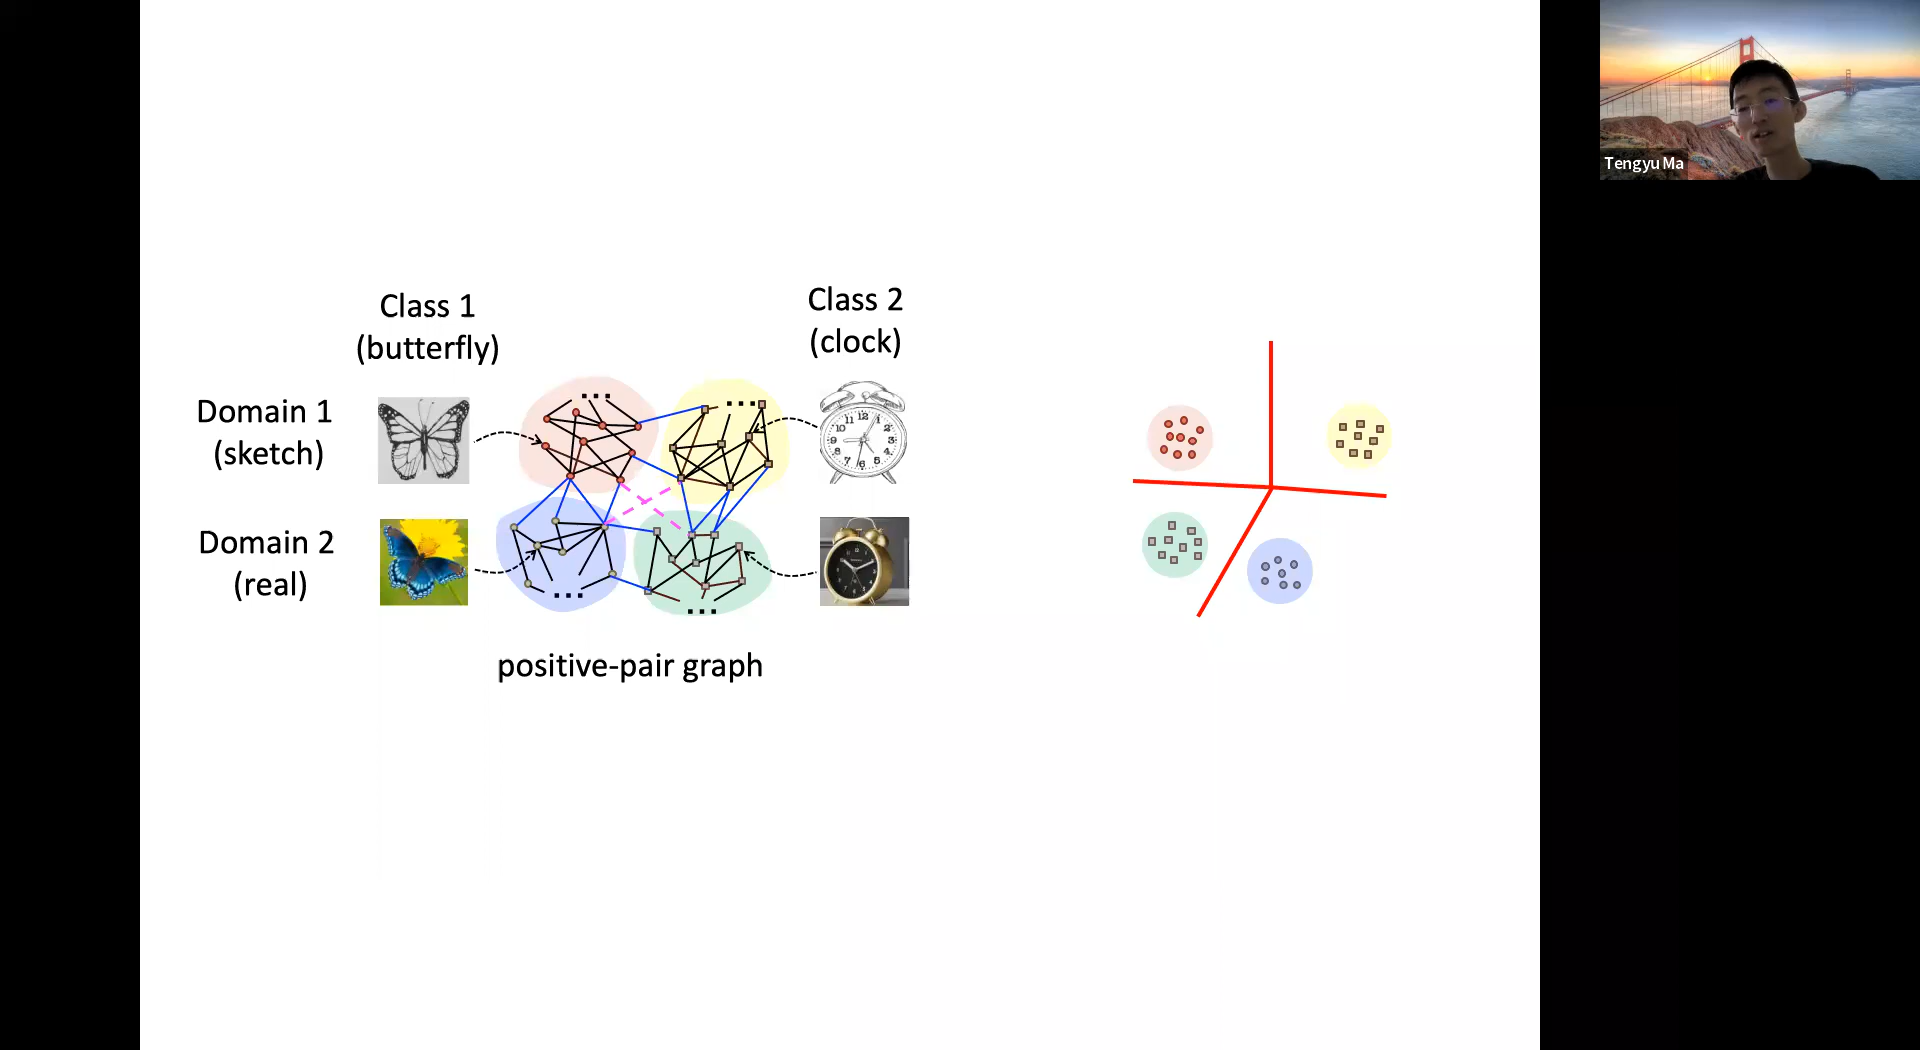 Tengyu Ma
Class 1
(butterfly)
Class 2
(clock)
Domain 1
(sketch)
Domain 2
(real)
positive-pair graph